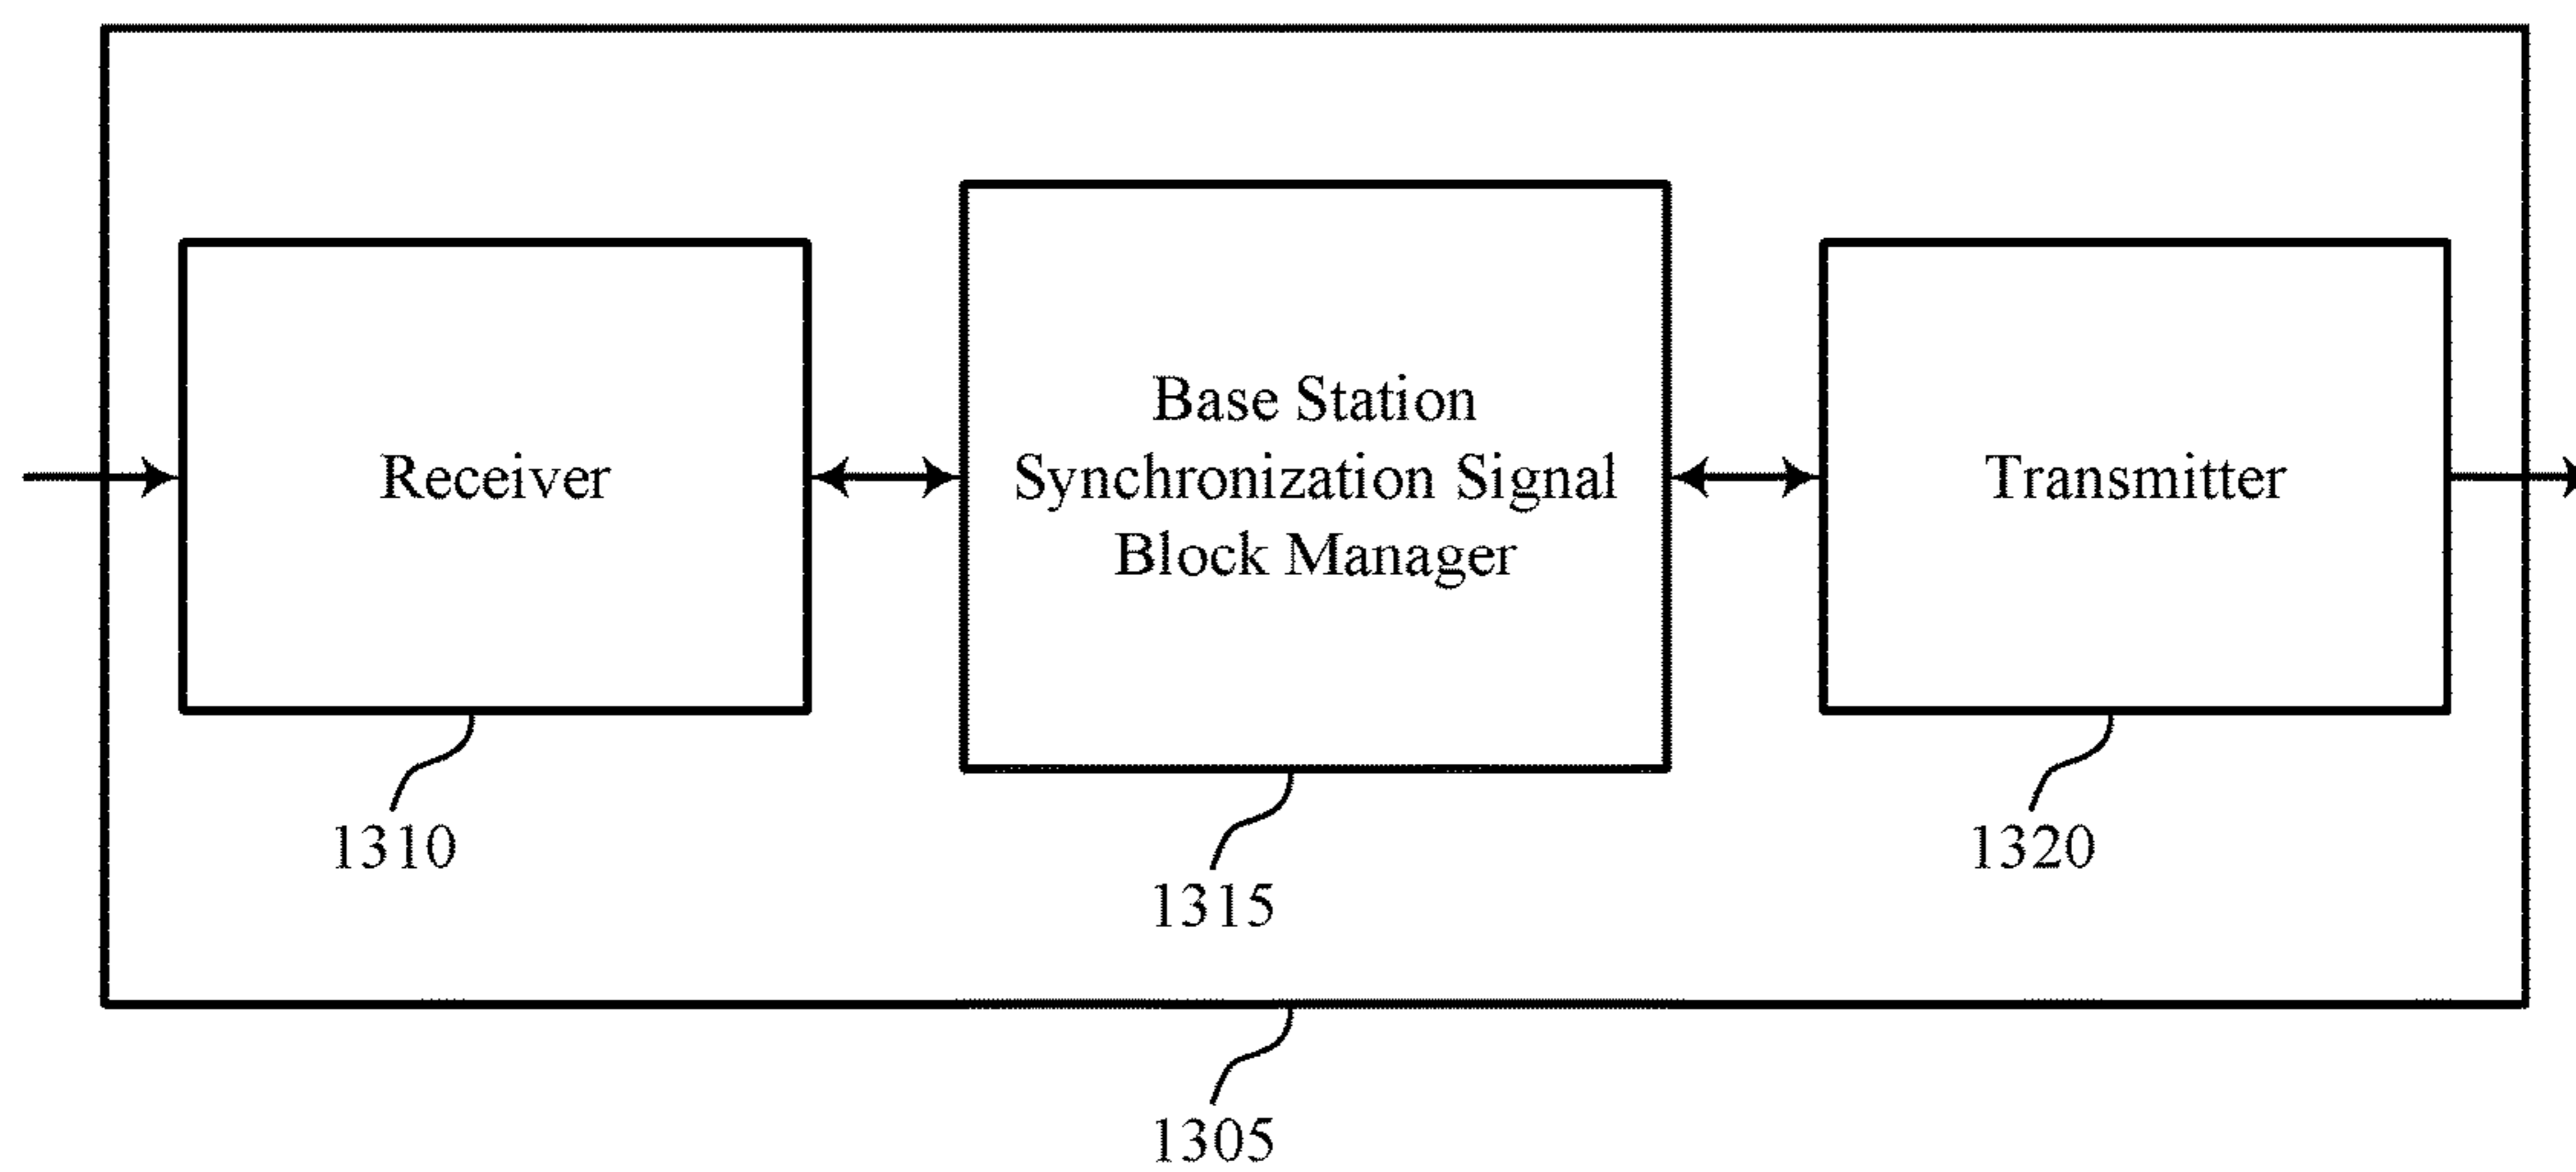 Receiver
Base Station
Synchronization Signal
Block Manager
Transmitter
1310
1315
1320
1305